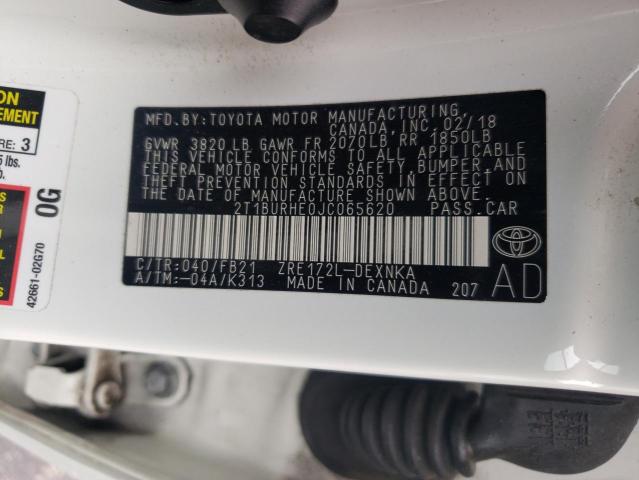 MFD.BY:TOYOTA MOTOR MANUFACTURING,
CANADA, INC. 02/18
GVWR 3820 LB GAWR FR 2070LB RR 1850LB
THIS VEHICLE CONFORMS TO ALL APPLICABLE
FEDERAL MOTOR VEHICLE SAFETY, BUMPER, AND
THEFT PREVENTION STANDARDS IN EFFECT ON
THE DATE OF MANUFACTURE SHOWN ABOVE.
2T1BURHE0JC065620 PASS.CAR
C/TR:040/FB21 ZRE172L-DEXNKA
A/TM:-04A/K313 MADE IN CANADA 207
AD
ON
EMENT
RE: 3
5 lbs.
b.
OG
42661-02G70